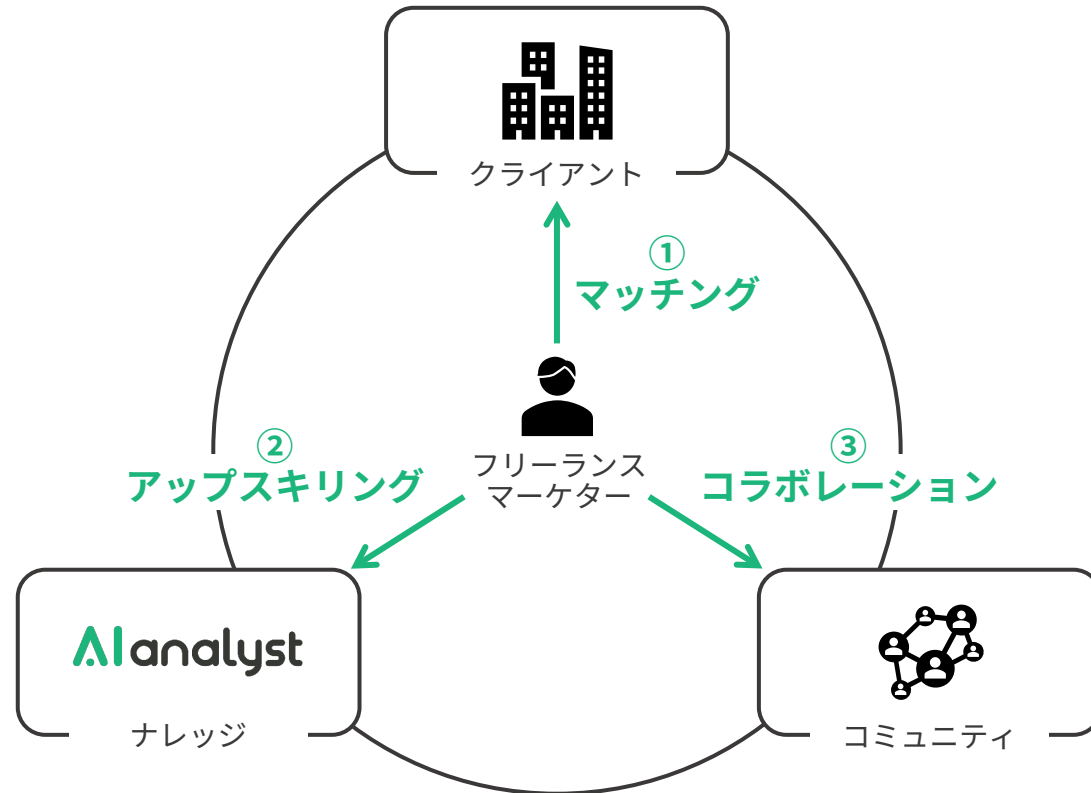 クライアント
①
マッチング
フリーランス
マーケター
②
アップスキリング
③
コラボレーション
AI analyst
ナレッジ
コミュニティ